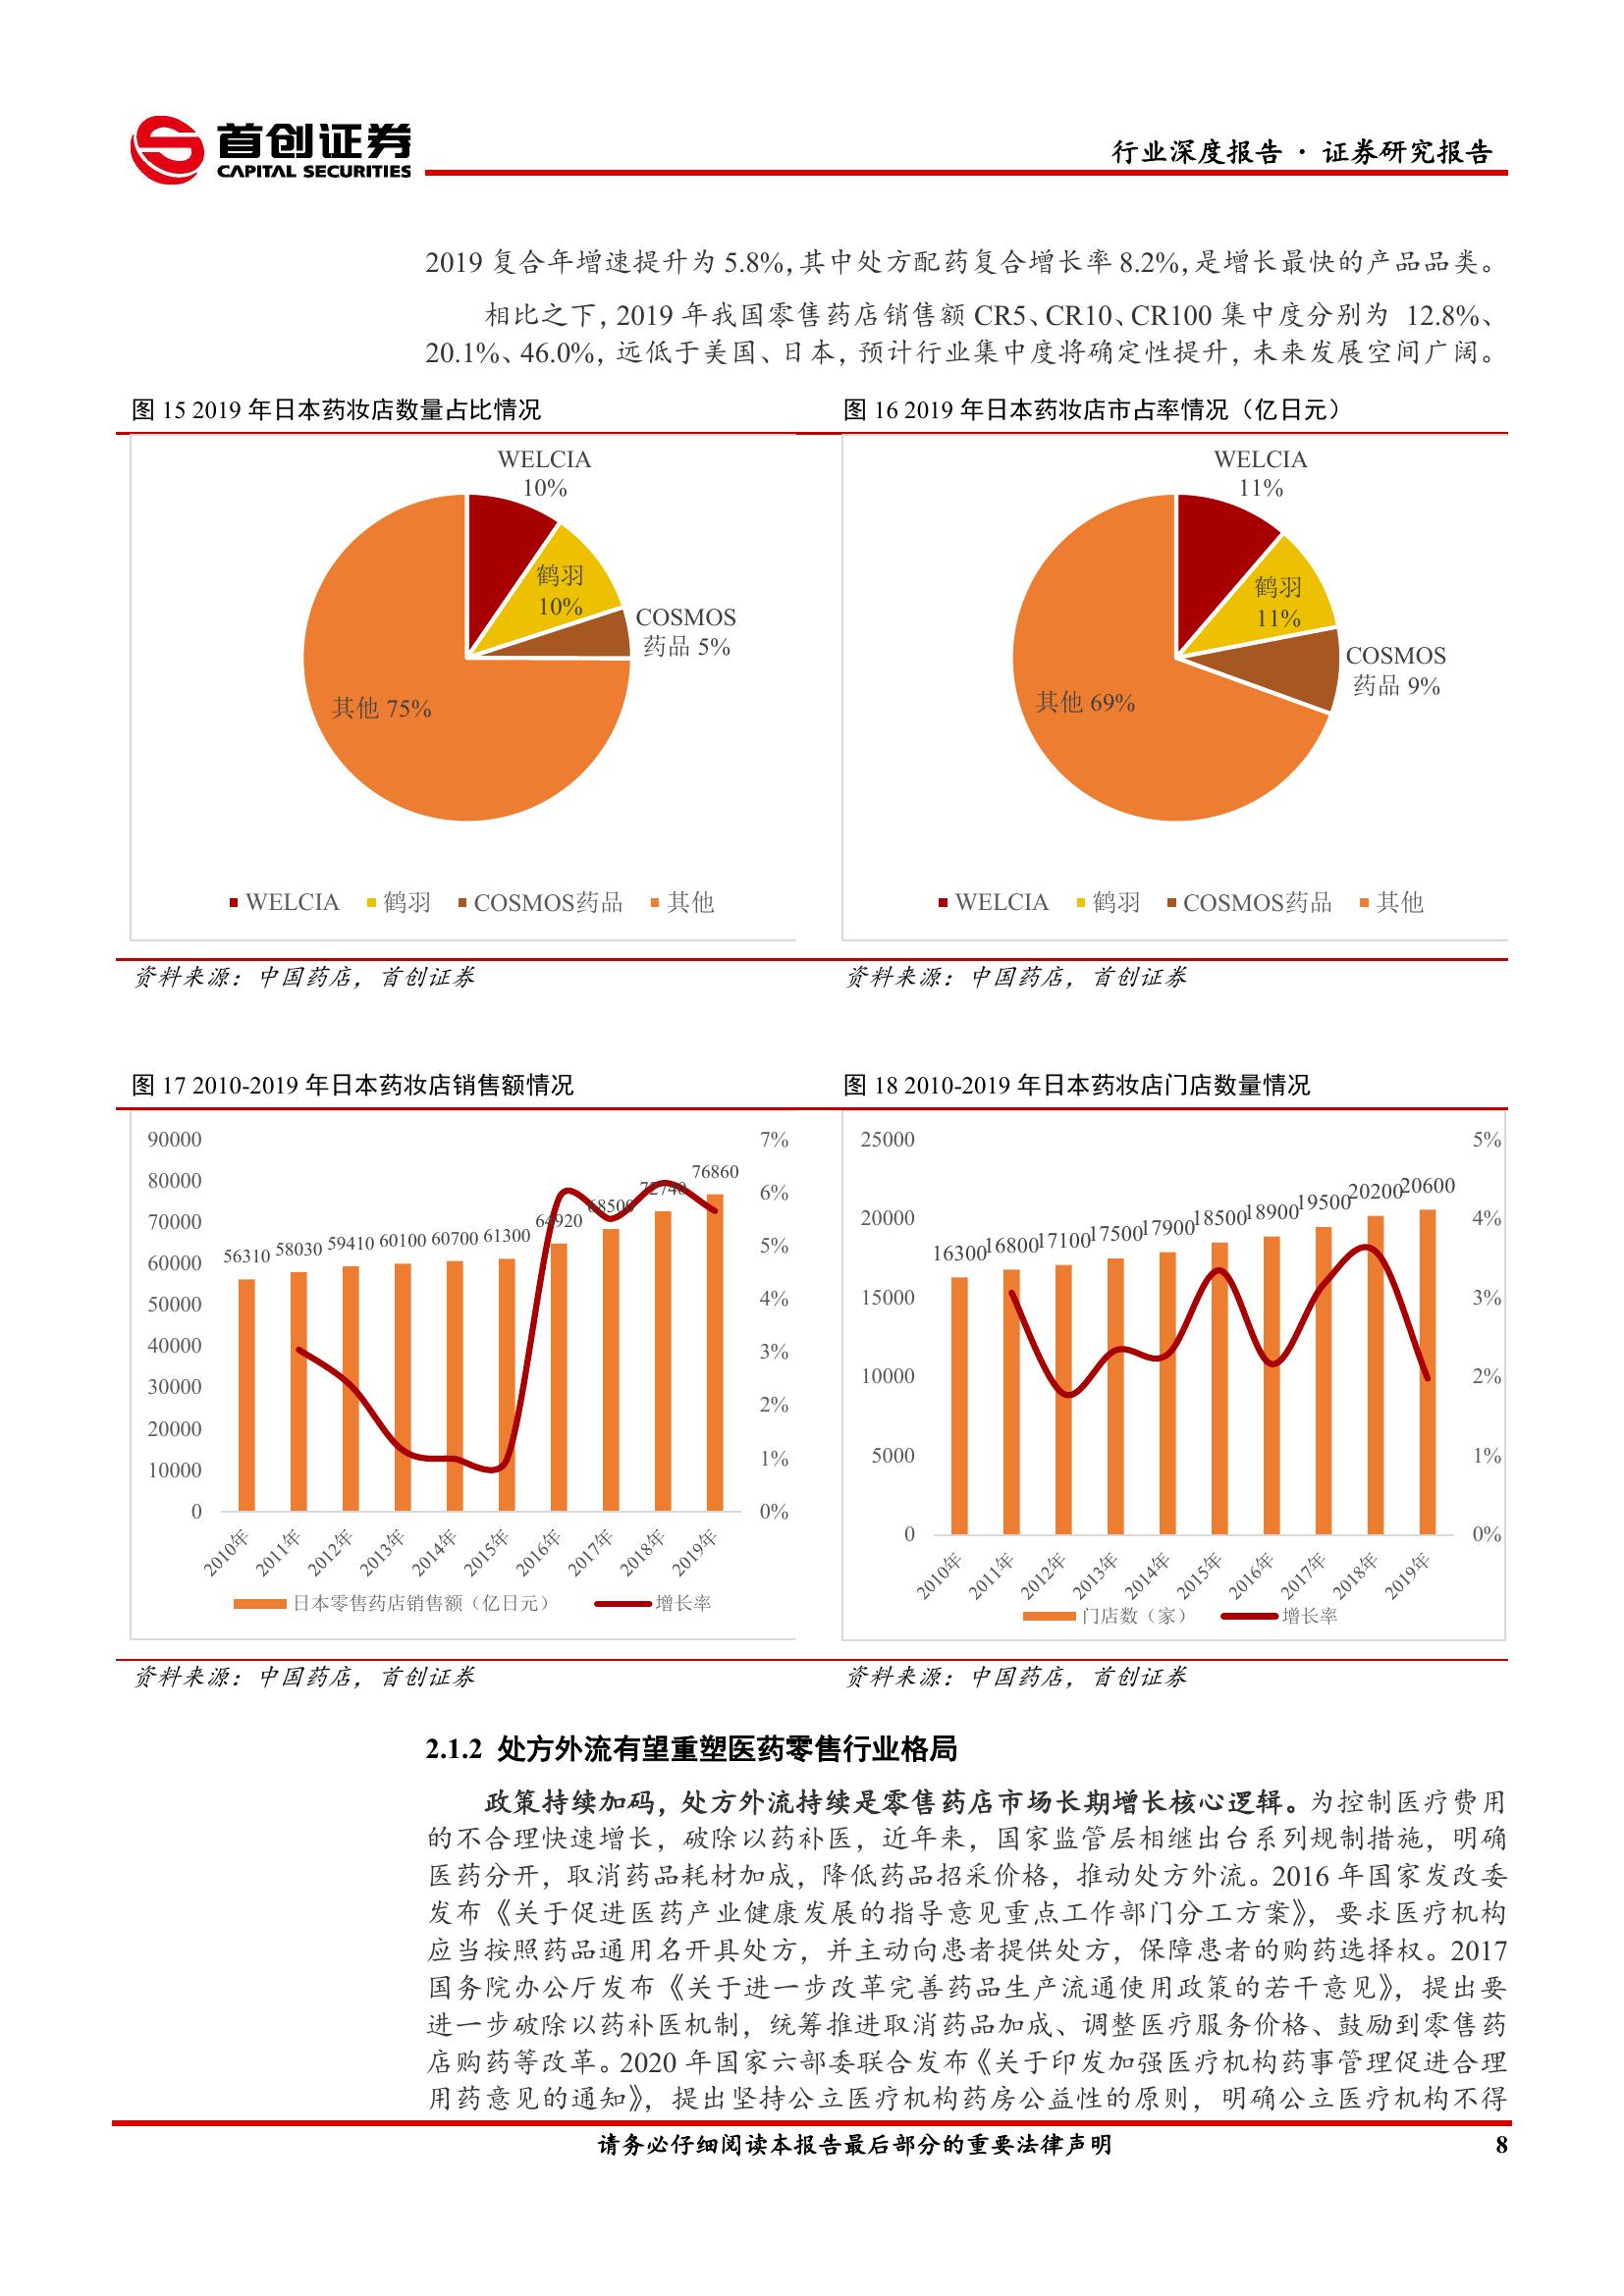 首创证券
CAPITAL SECURITIES
行业深度报告 · 证券研究报告
2019 复合年增速提升为 5.8%,其中处方配药复合增长率 8.2%,是增长最快的产品品类。
相比之下，2019 年我国零售药店销售额 CR5、CR10、CR100 集中度分别为 12.8%、
20.1%、46.0%，远低于美国、日本，预计行业集中度将确定性提升，未来发展空间广阔。
图 15 2019 年日本药妆店数量占比情况
WELCIA
10%
鹤羽
10%
COSMOS
药品 5%
其他 75%
WELCIA 鹤羽 COSMOS药品 其他
资料来源：中国药店，首创证券
图 16 2019 年日本药妆店市占率情况（亿日元）
WELCIA
11%
鹤羽
11%
COSMOS
药品 9%
其他 69%
WELCIA 鹤羽 COSMOS药品 其他
资料来源：中国药店，首创证券
图 17 2010-2019 年日本药妆店销售额情况
90000
80000
70000
60000
50000
40000
30000
20000
10000
0
56310 58030 59410 60100 60700 61300 64920 68500 72740 76860
7%
6%
5%
4%
3%
2%
1%
0%
2010年 2011年 2012年 2013年 2014年 2015年 2016年 2017年 2018年 2019年
日本零售药店销售额（亿日元） 增长率
资料来源：中国药店，首创证券
图 18 2010-2019 年日本药妆店门店数量情况
25000
20000
15000
10000
5000
0
16300 16800 17100 17500 17900 18500 18900 19500 20200 20600
5%
4%
3%
2%
1%
0%
2010年 2011年 2012年 2013年 2014年 2015年 2016年 2017年 2018年 2019年
门店数（家） 增长率
资料来源：中国药店，首创证券
2.1.2 处方外流有望重塑医药零售行业格局
政策持续加码，处方外流持续是零售药店市场长期增长核心逻辑。为控制医疗费用
的不合理快速增长，破除以药补医，近年来，国家监管层相继出台系列规制措施，明确
医药分开，取消药品耗材加成，降低药品招采价格，推动处方外流。2016 年国家发改委
发布《关于促进医药产业健康发展的指导意见重点工作部门分工方案》，要求医疗机构
应当按照药品通用名开具处方，并主动向患者提供处方，保障患者的购药选择权。2017
国务院办公厅发布《关于进一步改革完善药品生产流通使用政策的若干意见》，提出要
进一步破除以药补医机制，统筹推进取消药品加成、调整医疗服务价格、鼓励到零售药
店购药等改革。2020 年国家六部委联合发布《关于印发加强医疗机构药事管理促进合理
用药意见的通知》，提出坚持公立医疗机构药房公益性的原则，明确公立医疗机构不得
请务必仔细阅读本报告最后部分的重要法律声明
8